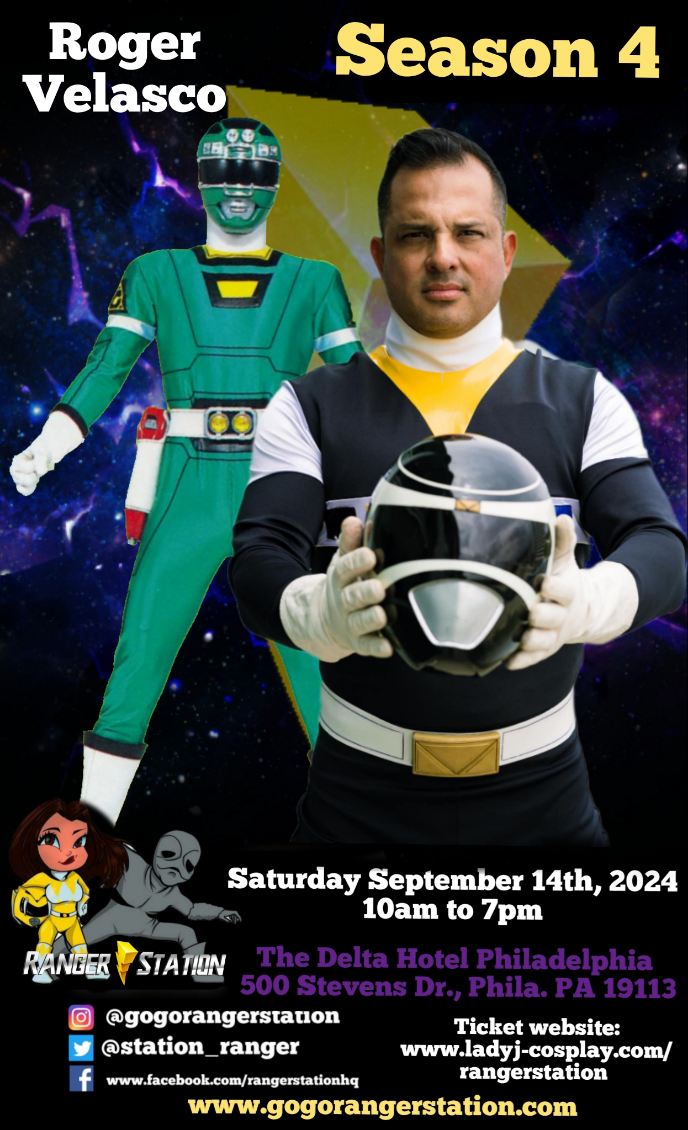 Roger
Velasco
Season 4
Saturday September 14th, 2024
10am to 7pm
RANGER STATION
The Delta Hotel Philadelphia
500 Stevens Dr., Phila. PA 19113
@gogorangerstation
@station_ranger
www.facebook.com/rangerstationhq
Ticket website:
www.ladyj-cosplay.com/
rangerstation
www.gogorangerstation.com